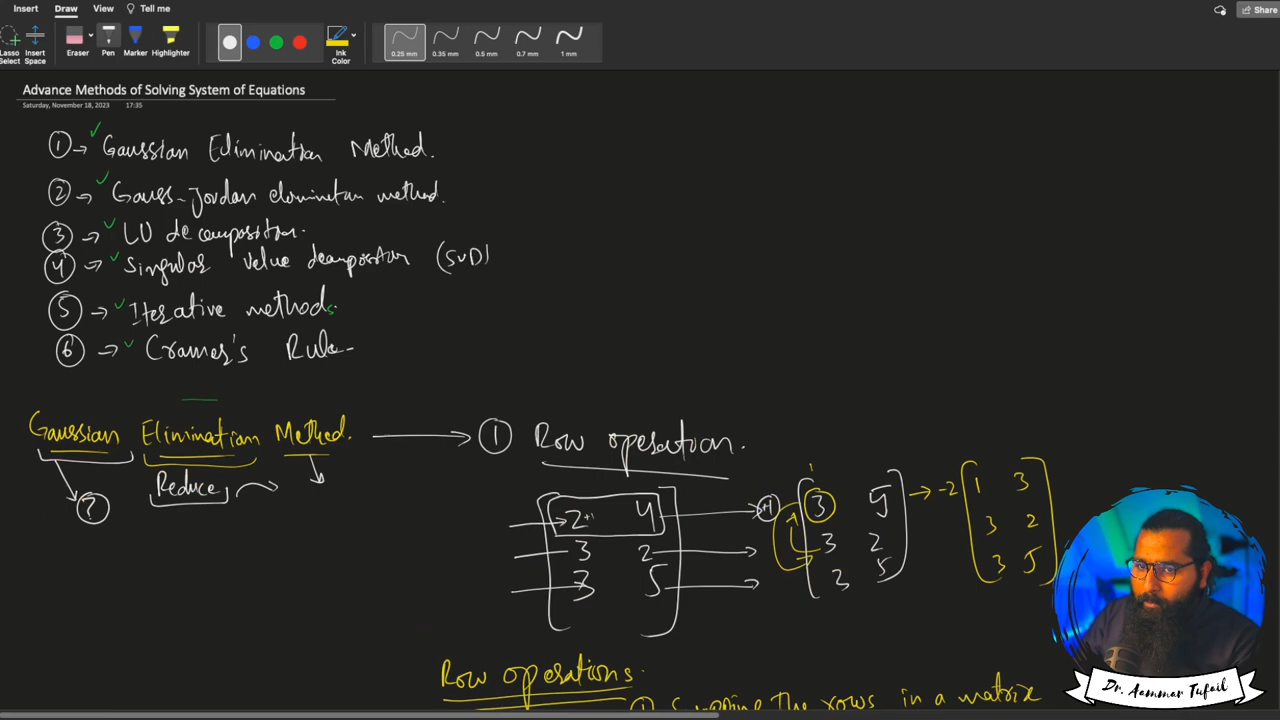 Insert Draw View Tell me
Share
Lasso Select
Insert Space
Eraser
Pen
Marker
Highlighter
Ink Color
0.25 mm
0.35 mm
0.5 mm
0.7 mm
1 mm
Advance Methods of Solving System of Equations
Saturday, November 18, 2023 17:35
① → Gaussian Elimination Method.
② → Gauss-Jordan elimination method.
③ → LU decomposition.
④ → Singular value decomposition (SVD)
⑤ → Iterative methods.
⑥ → Cramer's Rule
Gaussian Elimination Method. → ① Row operation.
Reduce
?
2+1 4
3 2
3 5
+1
3 5
3 2
3 5
→ -2
1 3
3 2
3 5
Row operations.
① Swapping the rows in a matrix
Dr. Aammar Tufail